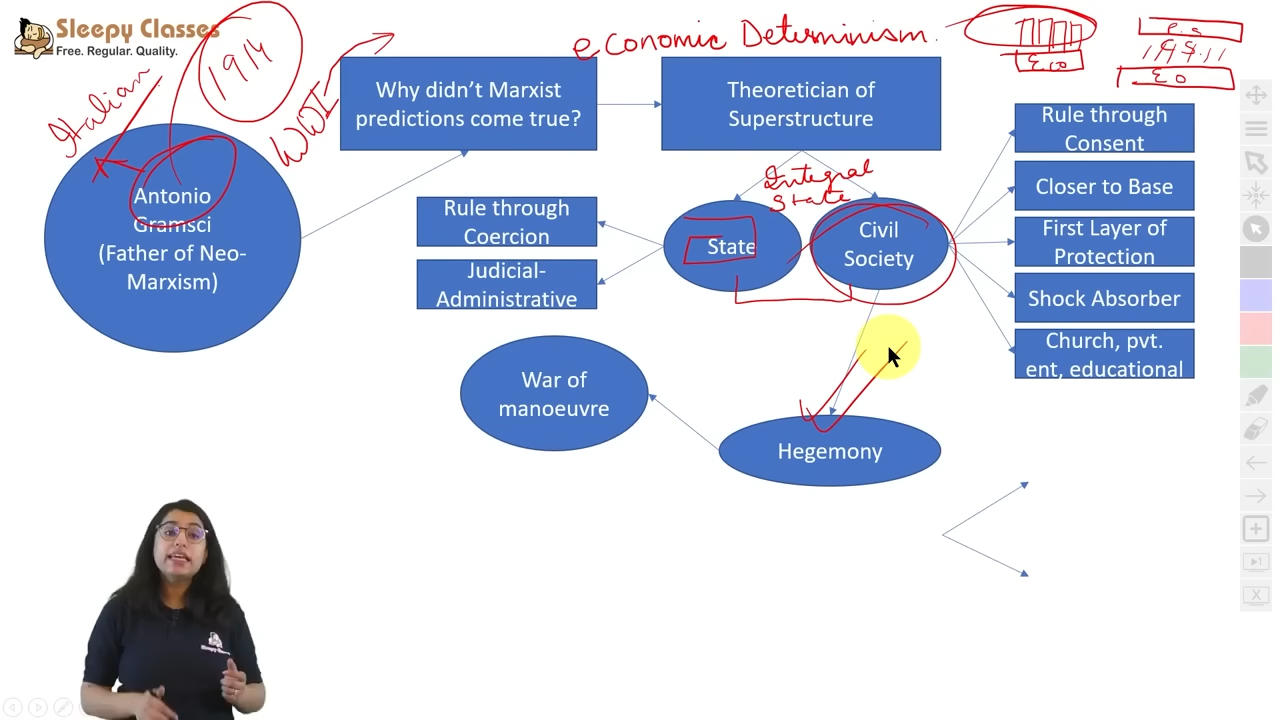 Sleepy Classes
Free. Regular. Quality.
Italian
1914
WWI
economic Determinism.
Why didn't Marxist
predictions come true?
Theoretician of
Superstructure
Integral
State
Antonio
Gramsci
(Father of Neo-
Marxism)
Rule through
Coercion
Judicial-
Administrative
State
Civil
Society
Rule through
Consent
Closer to Base
First Layer of
Protection
Shock Absorber
Church, pvt.
ent, educational
War of
manoeuvre
Hegemony
Sleepy Classes